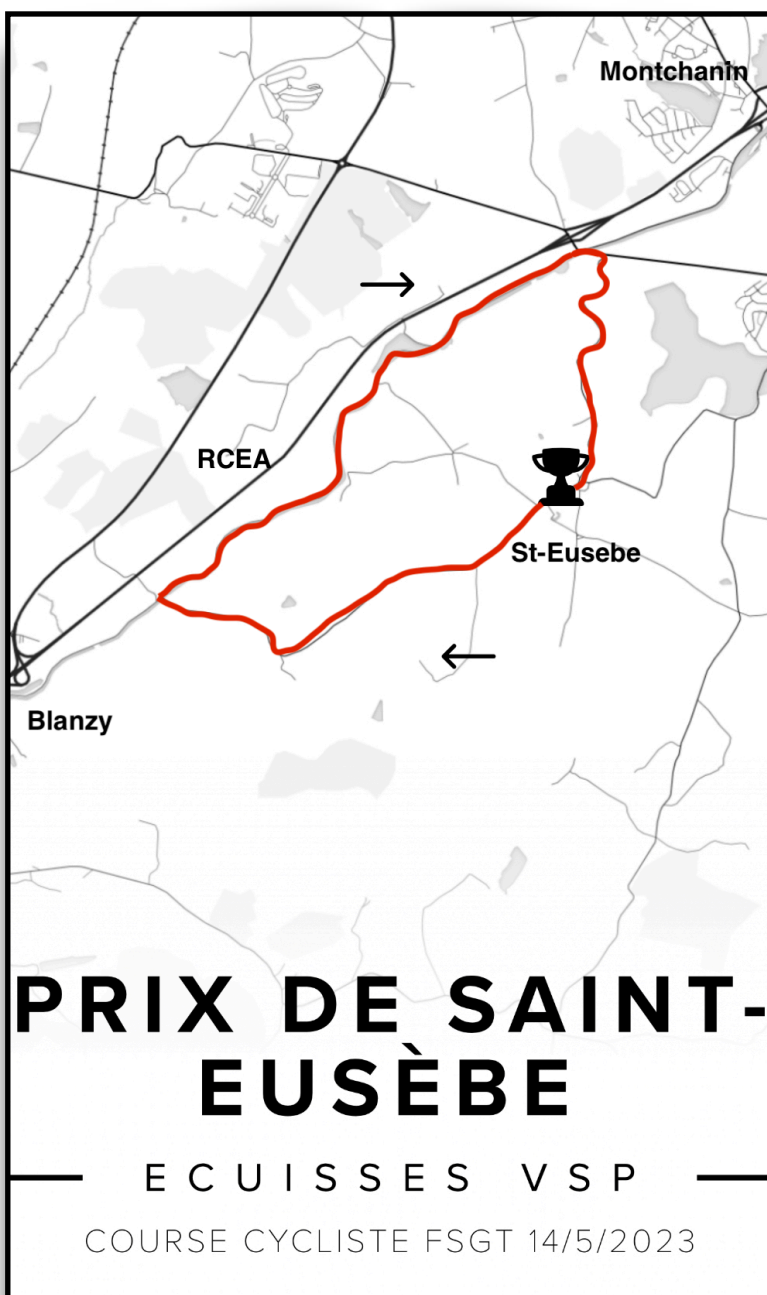 Montchanin
RCEA
St-Eusebe
Blanzy
PRIX DE SAINT-
EUSÈBE
ECUISSES VSP
COURSE CYCLISTE FSGT 14/5/2023